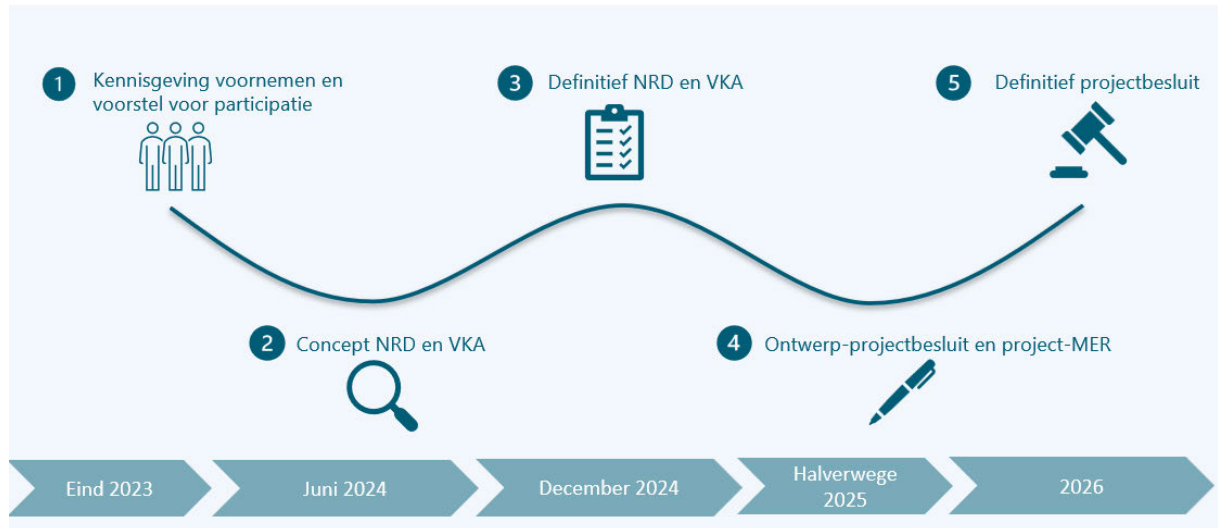 1 Kennisgeving voornemen en
voorstel voor participatie
3 Definitief NRD en VKA
5 Definitief projectbesluit
2 Concept NRD en VKA
4 Ontwerp-projectbesluit en project-MER
Eind 2023
Juni 2024
December 2024
Halverwege
2025
2026